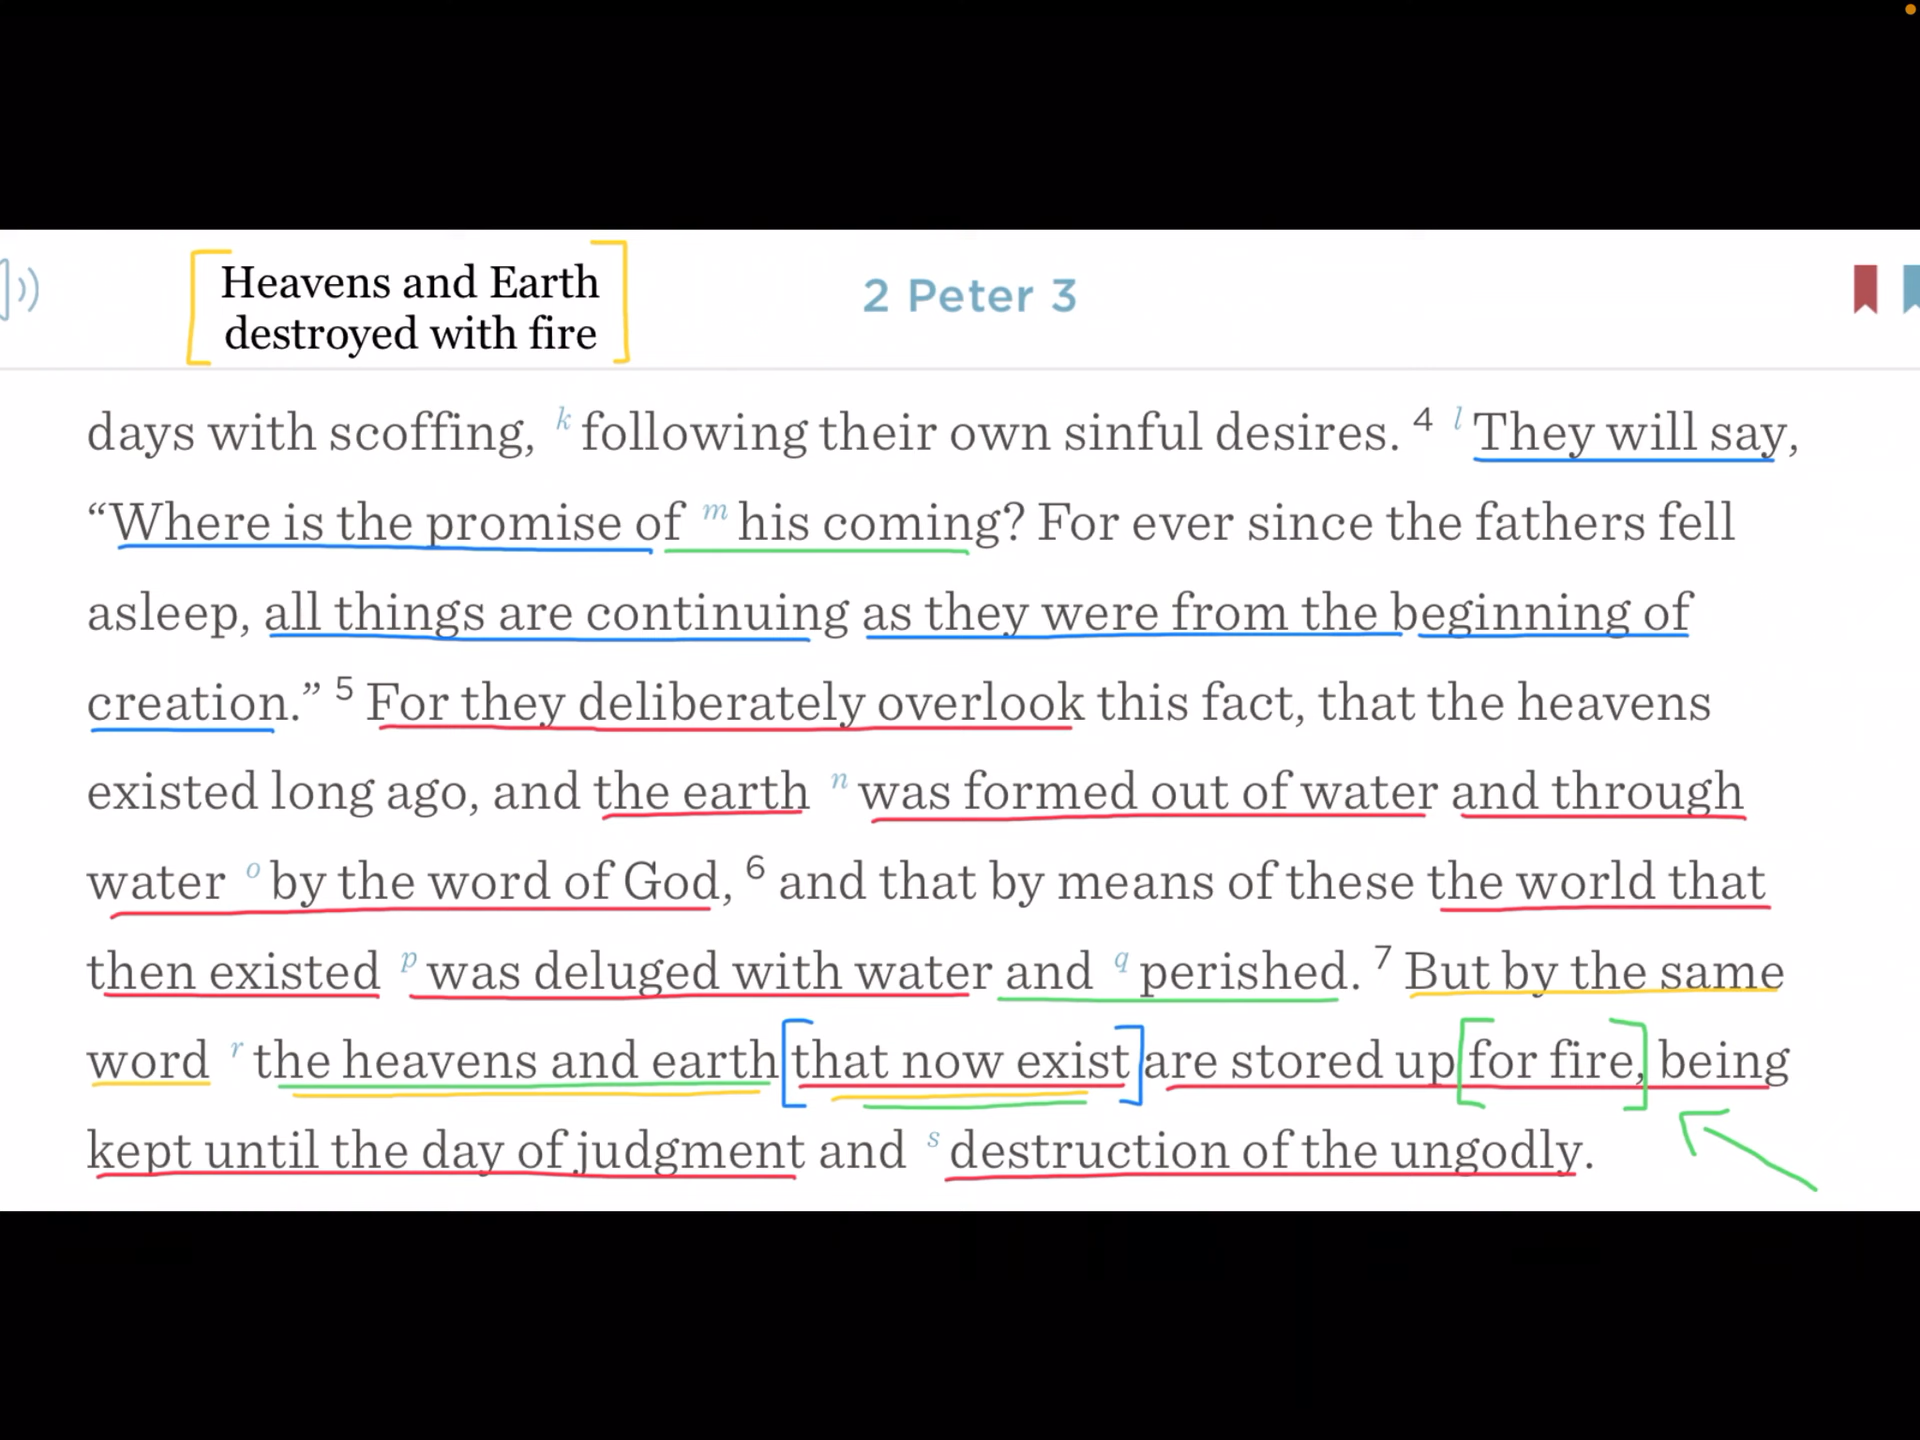 Heavens and Earth
destroyed with fire
2 Peter 3
days with scoffing, k following their own sinful desires. 4 l They will say,
“Where is the promise of m his coming? For ever since the fathers fell
asleep, all things are continuing as they were from the beginning of
creation.” 5 For they deliberately overlook this fact, that the heavens
existed long ago, and the earth n was formed out of water and through
water o by the word of God, 6 and that by means of these the world that
then existed p was deluged with water and q perished. 7 But by the same
word r the heavens and earth that now exist are stored up for fire, being
kept until the day of judgment and s destruction of the ungodly.